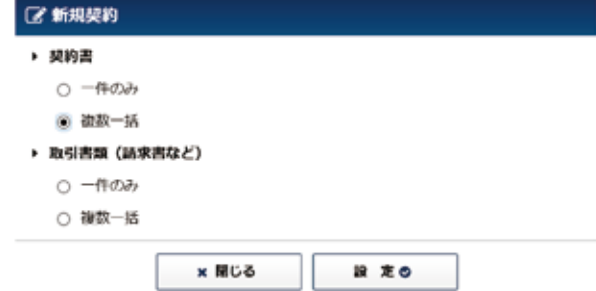 新規契約
契約書
一件のみ
複数一括
取引書類（請求書など）
一件のみ
複数一括
× 閉じる
設 定